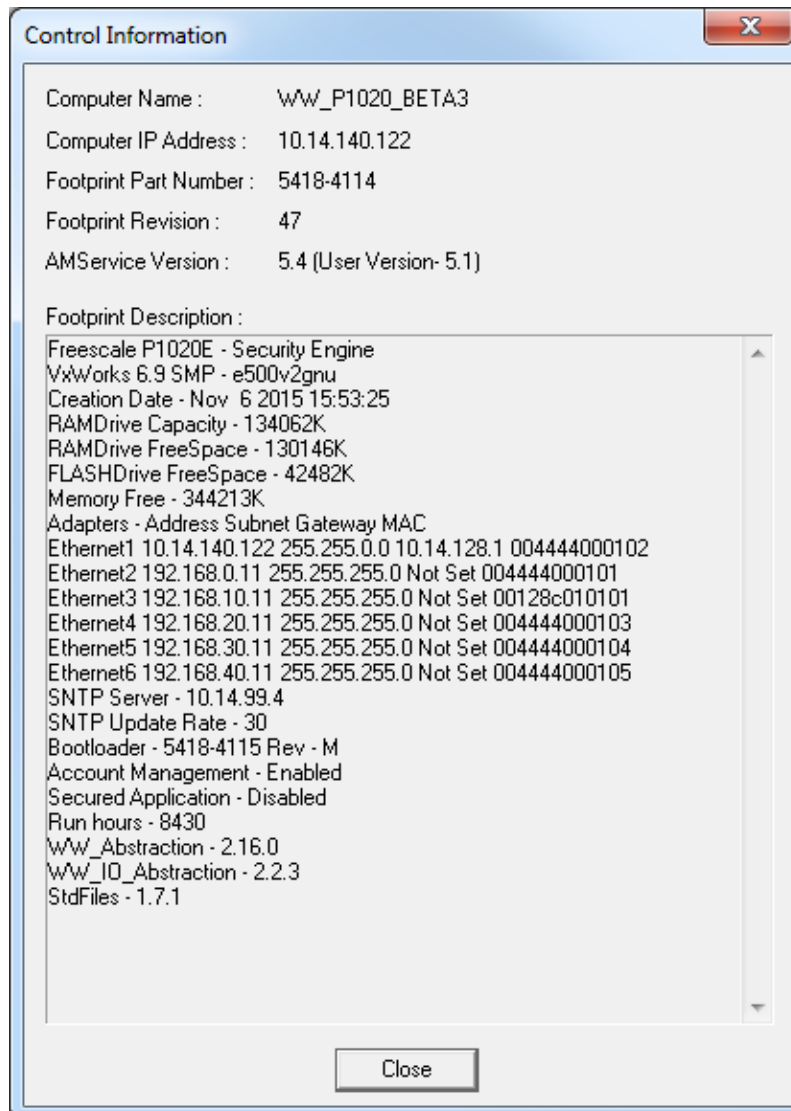 Control Information
Computer Name : WW_P1020_BETA3
Computer IP Address : 10.14.140.122
Footprint Part Number : 5418-4114
Footprint Revision : 47
AMService Version : 5.4 (User Version- 5.1)
Footprint Description :
Freescale P1020E - Security Engine
VxWorks 6.9 SMP - e500v2gnu
Creation Date - Nov  6 2015 15:53:25
RAMDrive Capacity - 134062K
RAMDrive FreeSpace - 130146K
FLASHDrive FreeSpace - 42482K
Memory Free - 344213K
Adapters - Address Subnet Gateway MAC
Ethernet1 10.14.140.122 255.255.0.0 10.14.128.1 004444000102
Ethernet2 192.168.0.11 255.255.255.0 Not Set 004444000101
Ethernet3 192.168.10.11 255.255.255.0 Not Set 00128c010101
Ethernet4 192.168.20.11 255.255.255.0 Not Set 004444000103
Ethernet5 192.168.30.11 255.255.255.0 Not Set 004444000104
Ethernet6 192.168.40.11 255.255.255.0 Not Set 004444000105
SNTP Server - 10.14.99.4
SNTP Update Rate - 30
Bootloader - 5418-4115 Rev - M
Account Management - Enabled
Secured Application - Disabled
Run hours - 8430
WW_Abstraction - 2.16.0
WW_IO_Abstraction - 2.2.3
StdFiles - 1.7.1
Close